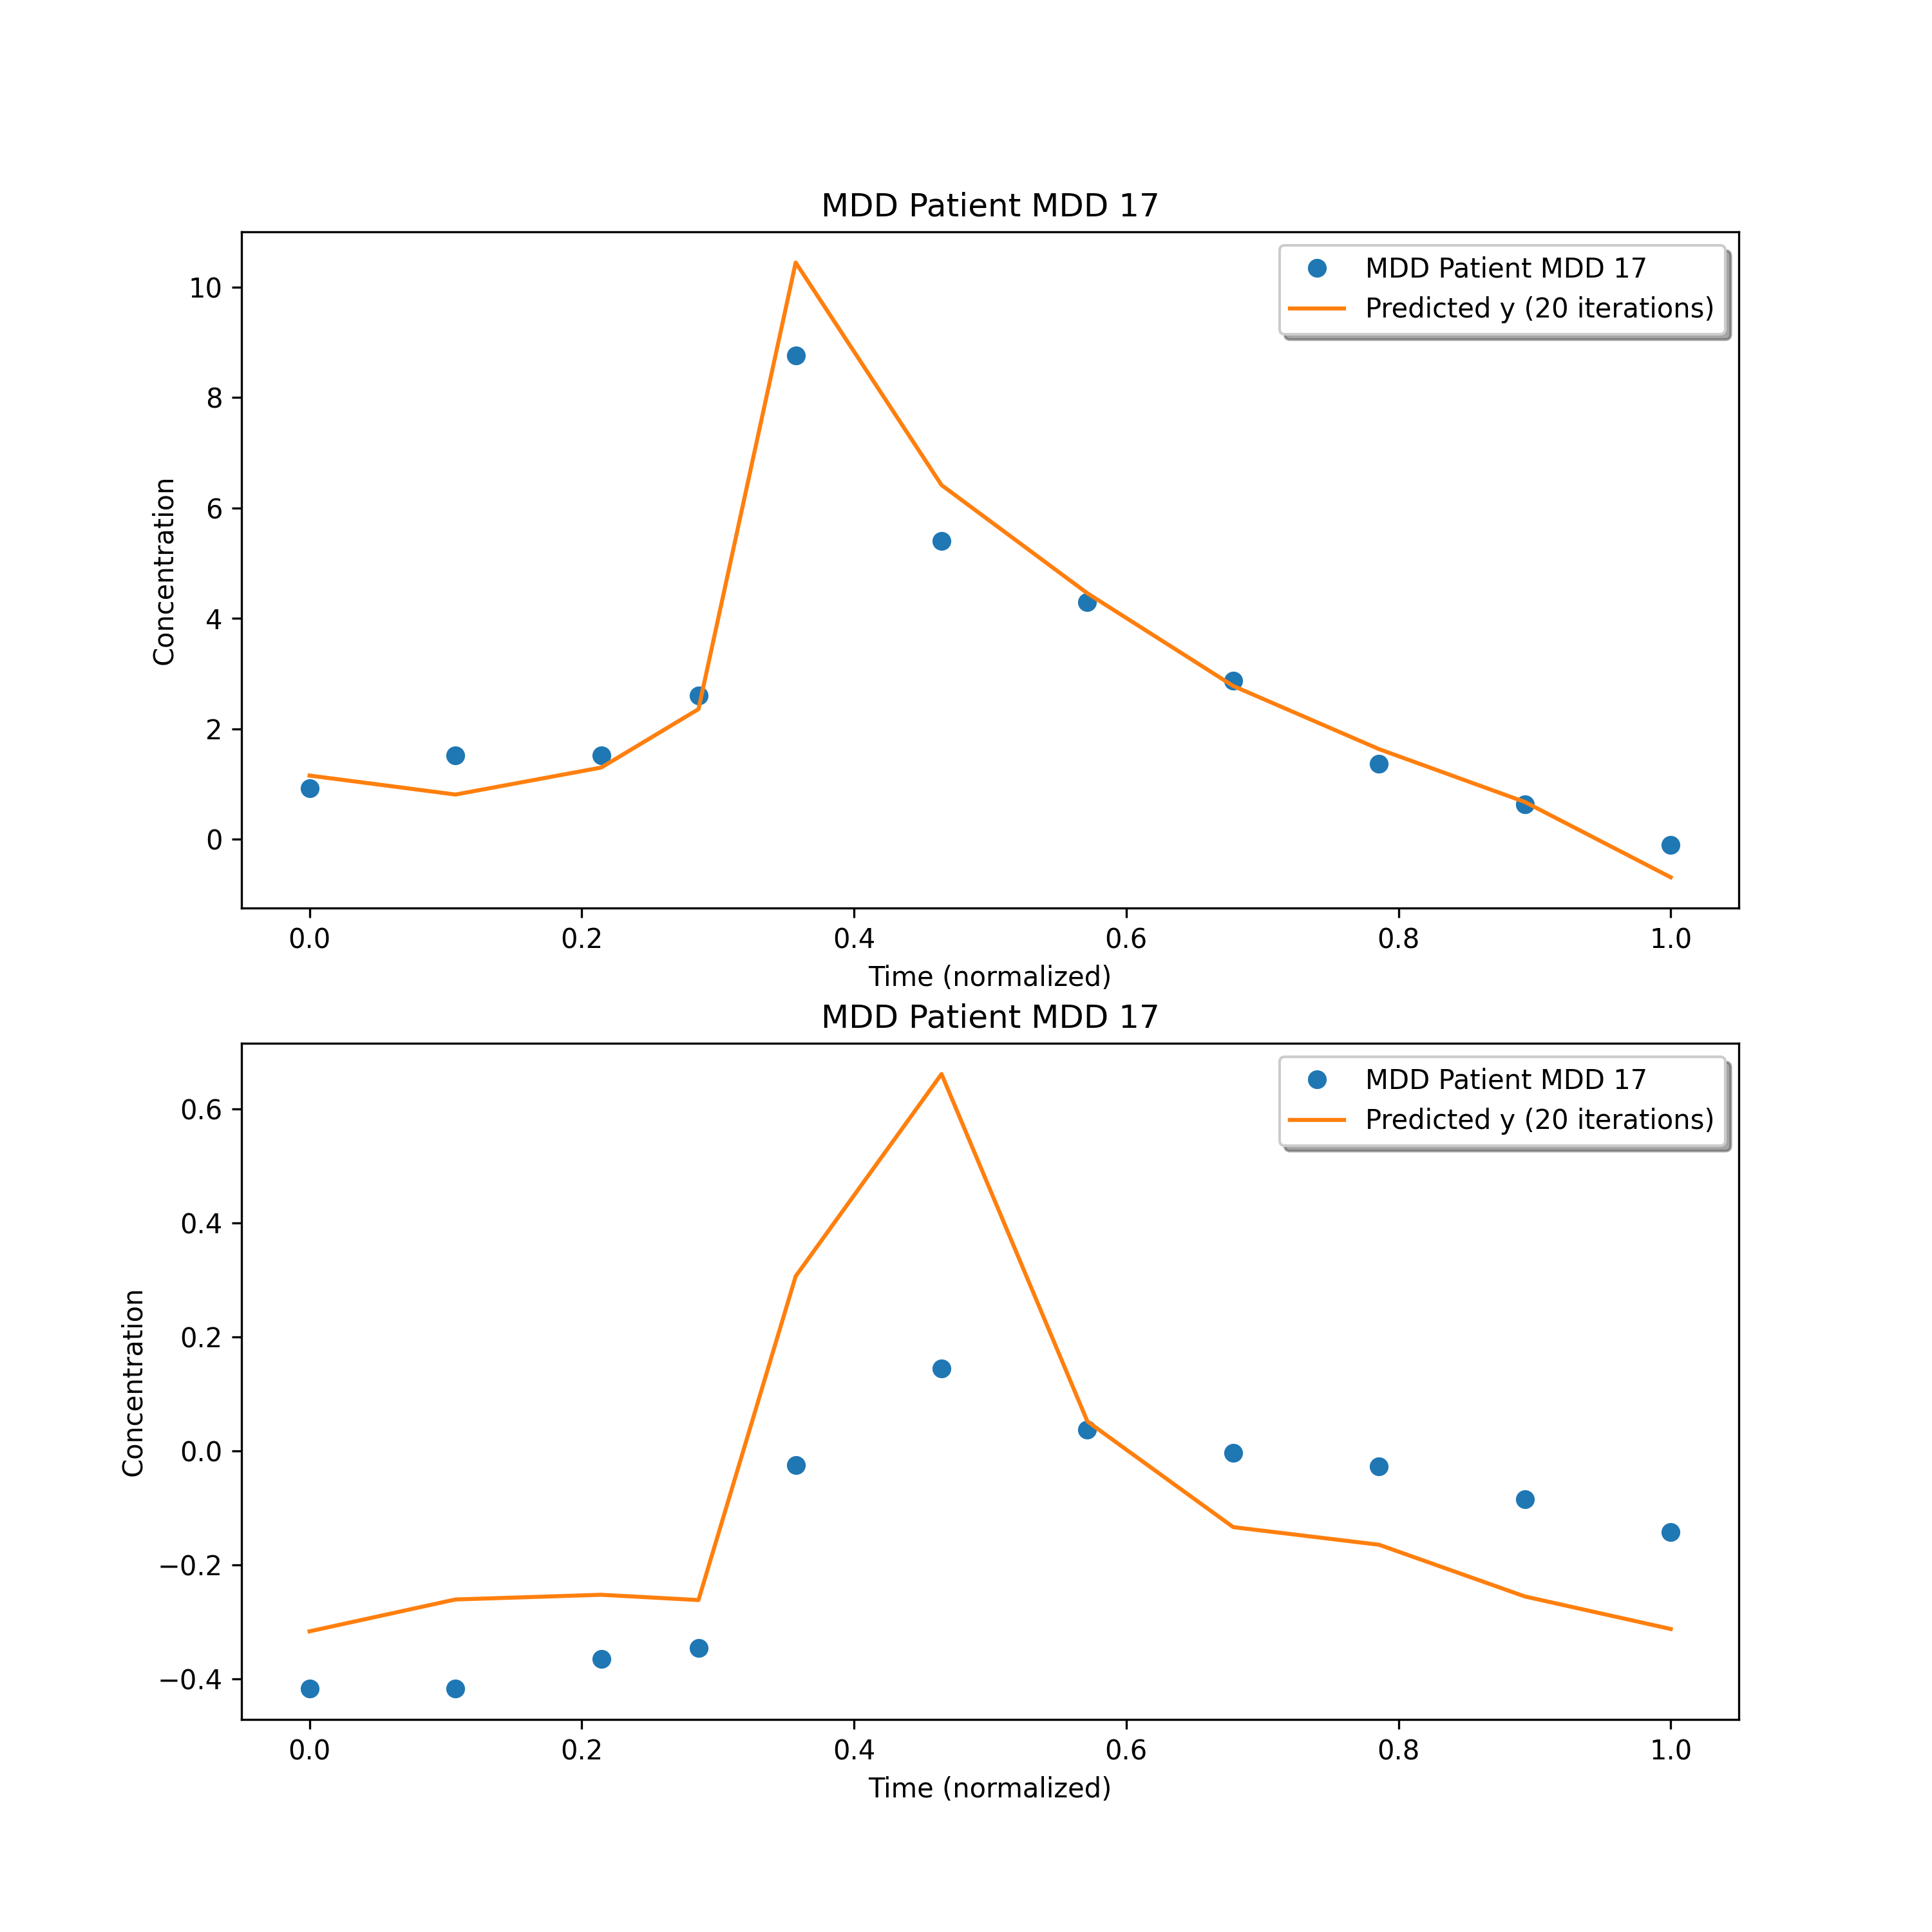 MDD Patient MDD 17
MDD Patient MDD 17
Predicted y (20 iterations)
10
8
6
4
2
0
Concentration
0.0 0.2 0.4 0.6 0.8 1.0
Time (normalized)
MDD Patient MDD 17
MDD Patient MDD 17
Predicted y (20 iterations)
0.6
0.4
0.2
0.0
−0.2
−0.4
Concentration
0.0 0.2 0.4 0.6 0.8 1.0
Time (normalized)